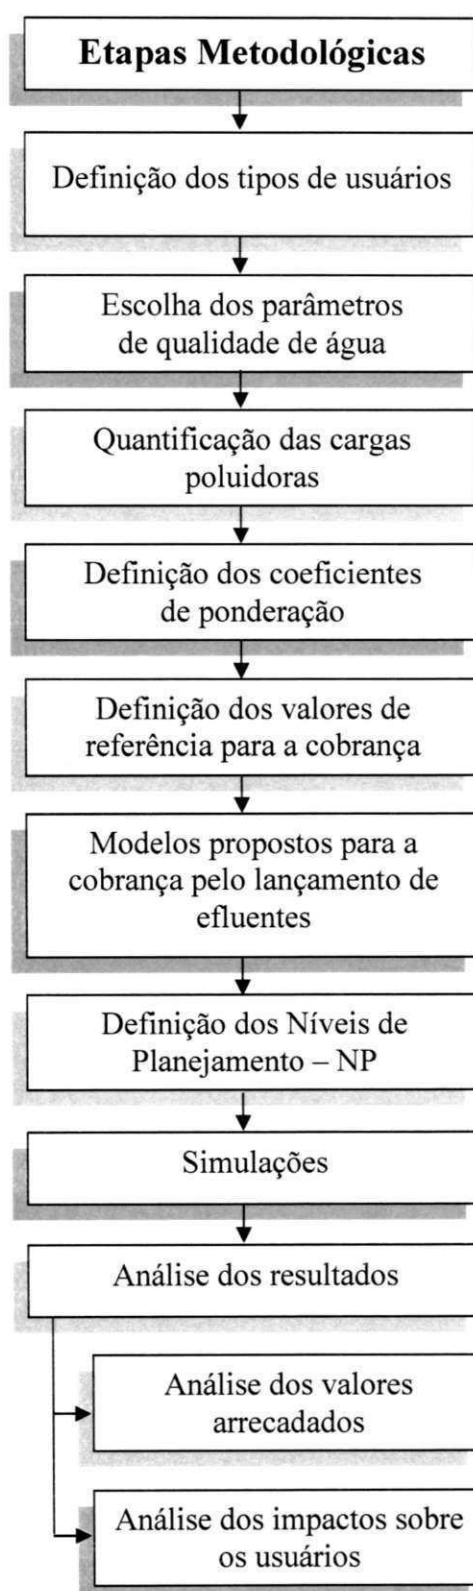 Etapas Metodológicas
Definição dos tipos de usuários
Escolha dos parâmetros
de qualidade de água
Quantificação das cargas
poluidoras
Definição dos coeficientes
de ponderação
Definição dos valores de
referência para a cobrança
Modelos propostos para a
cobrança pelo lançamento de
efluentes
Definição dos Níveis de
Planejamento – NP
Simulações
Análise dos resultados
Análise dos valores
arrecadados
Análise dos impactos sobre
os usuários